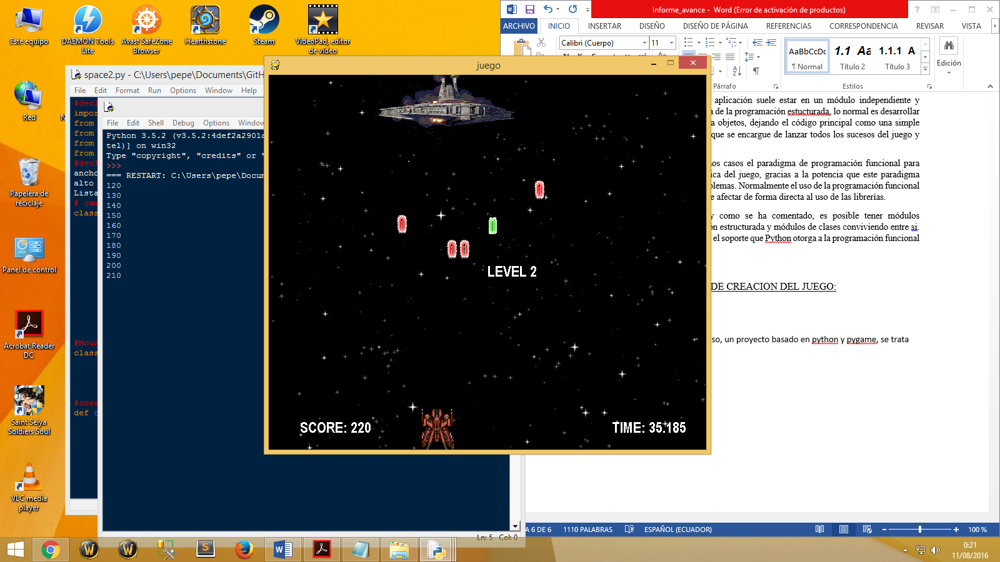 Este equipo
DAEMON Tools
Lite
Avast SafeZone
Browser
Hearthstone
Steam
VideoPad, editor
de vídeo
Red
Papelera de
reciclaje
Panel de control
Acrobat Reader
DC
Saint Seiya
Soldiers Soul
VLC media
player
space2.py - C:\Users\pepe\Documents\GitH
File Edit Format Run Options Window Help
#decl
impor
from
from
from
from
#decl
ancho
alto
Lista
# cam
class
#Mous
class
#crea
def c
File Edit Shell Debug Options Window
Python 3.5.2 (v3.5.2:4def2a2901a
tel)] on win32
Type "copyright", "credits" or "
>>>
=== RESTART: C:\Users\pepe\Docum
120
130
140
150
160
170
180
190
200
210
Ln: 5 Col: 0
juego
LEVEL 2
SCORE: 220
TIME: 35.185
Informe_avance - Word (Error de activación de productos)
ARCHIVO INICIO INSERTAR DISEÑO DISEÑO DE PÁGINA REFERENCIAS CORRESPONDENCIA REVISAR VISTA
Calibri (Cuerpo) 11
AaBbCcDc 1.1 Aa 1.1.1 A
¶ Normal Título 2 Título 3
Edición
Párrafo Estilos
aplicación suele estar en un módulo independiente y
de la programación estucturada, lo normal es desarrollar
a objetos, dejando el código principal como una simple
que se encargue de lanzar todos los sucesos del juego y
nos casos el paradigma de programación funcional para
ica del juego, gracias a la potencia que este paradigma
blemas. Normalmente el uso de la programación funcional
e afectar de forma directa al uso de las librerías.
y como se ha comentado, es posible tener módulos
ón estructurada y módulos de clases conviviendo entre si.
el soporte que Python otorga a la programación funcional
DE CREACION DEL JUEGO:
so, un proyecto basado en python y pygame, se trata
A 6 DE 6 1110 PALABRAS ESPAÑOL (ECUADOR) 100 %
0:21
11/08/2016